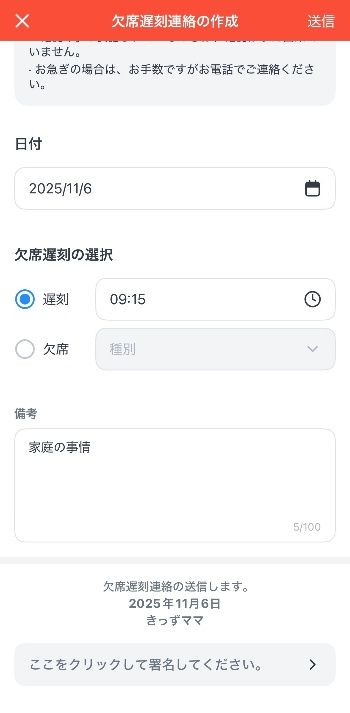 欠席遅刻連絡の作成
送信
いません。
・お急ぎの場合は、お手数ですがお電話でご連絡くださ
い。
日付
2025/11/6
欠席遅刻の選択
遅刻
09:15
欠席
種別
備考
家庭の事情
5/100
欠席遅刻連絡の送信します。
2025年11月6日
きっずママ
ここをクリックして署名してください。